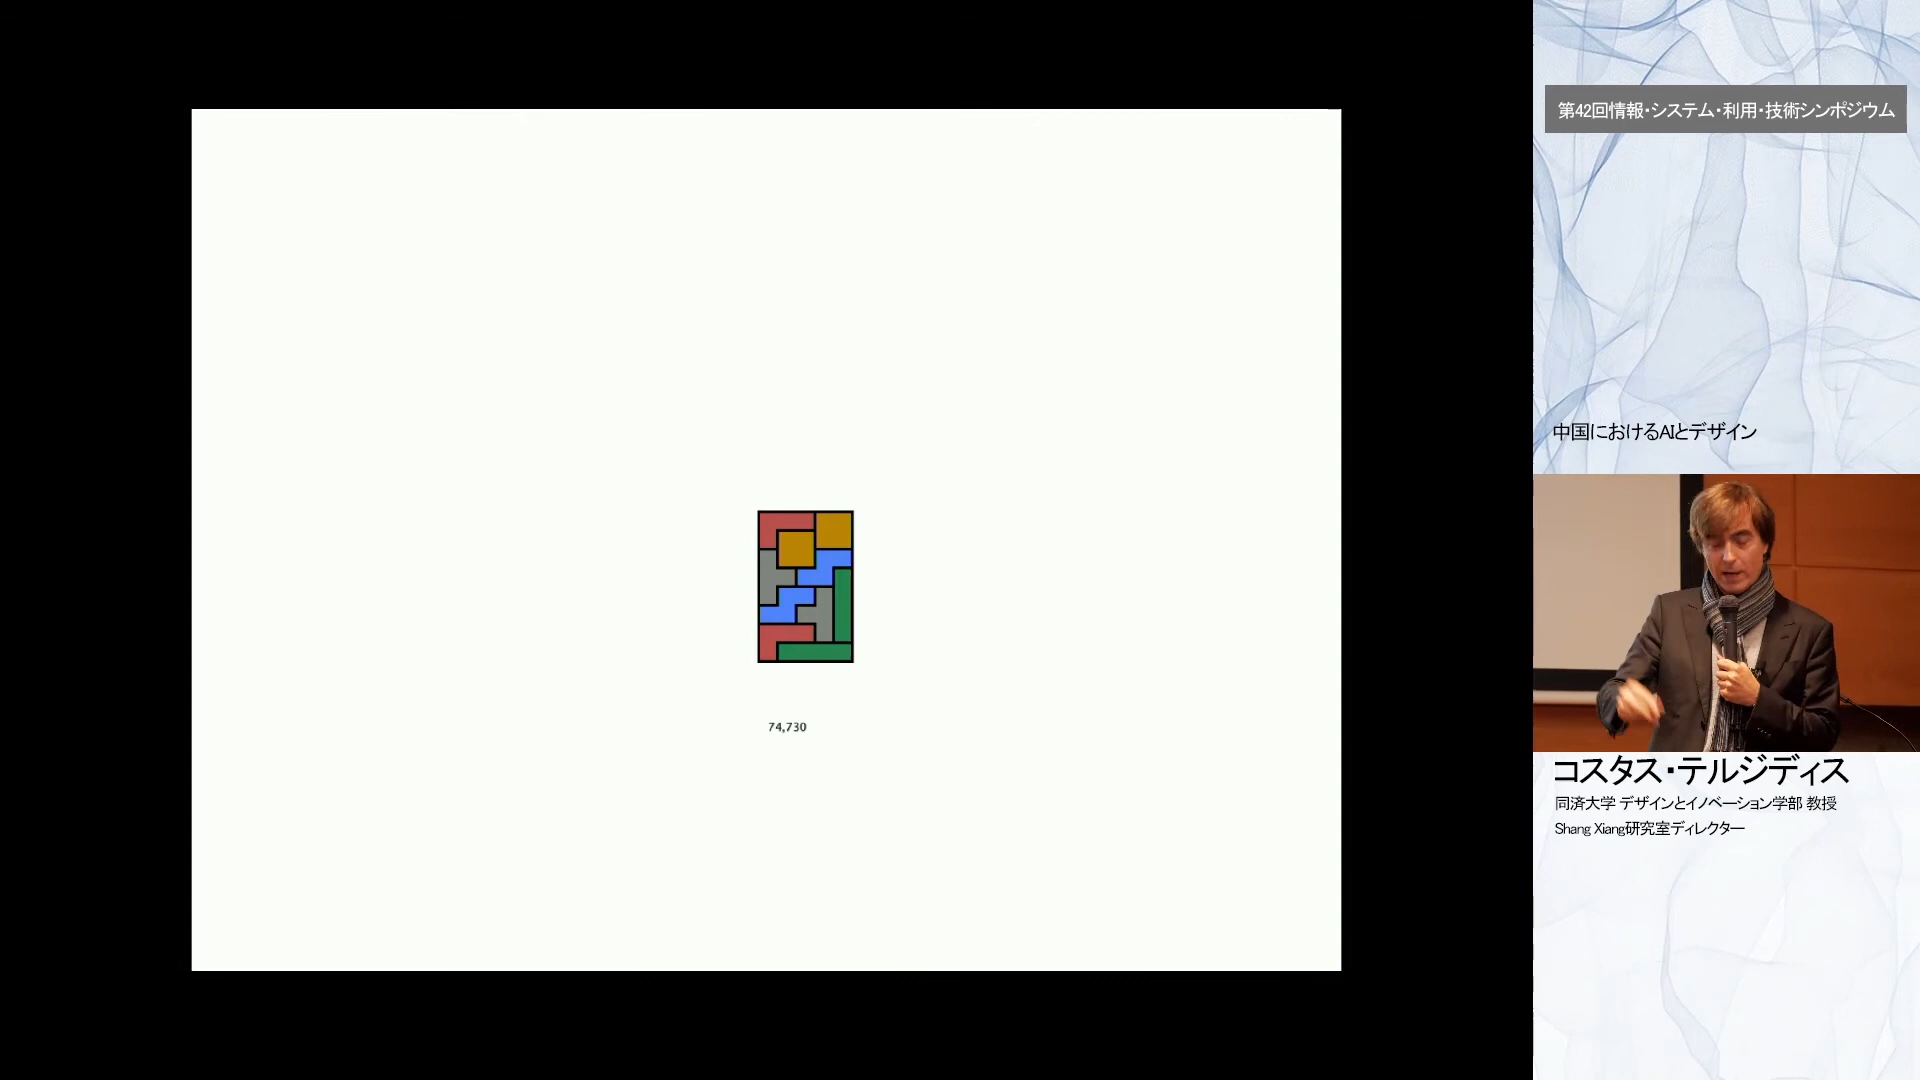 第42回情報・システム・利用・技術シンポジウム
中国におけるAIとデザイン
74,730
コスタス・テルジディス
同済大学 デザインとイノベーション学部 教授
Shang Xiang研究室ディレクター